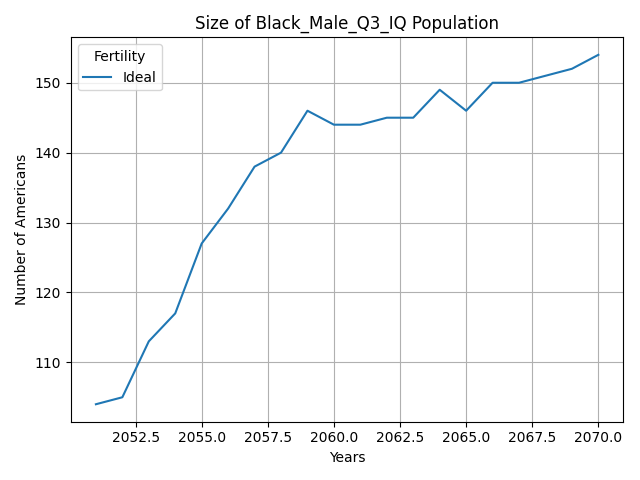 Size of Black_Male_Q3_IQ Population
Fertility
Ideal
Number of Americans
150
140
130
120
110
2052.5 2055.0 2057.5 2060.0 2062.5 2065.0 2067.5 2070.0
Years